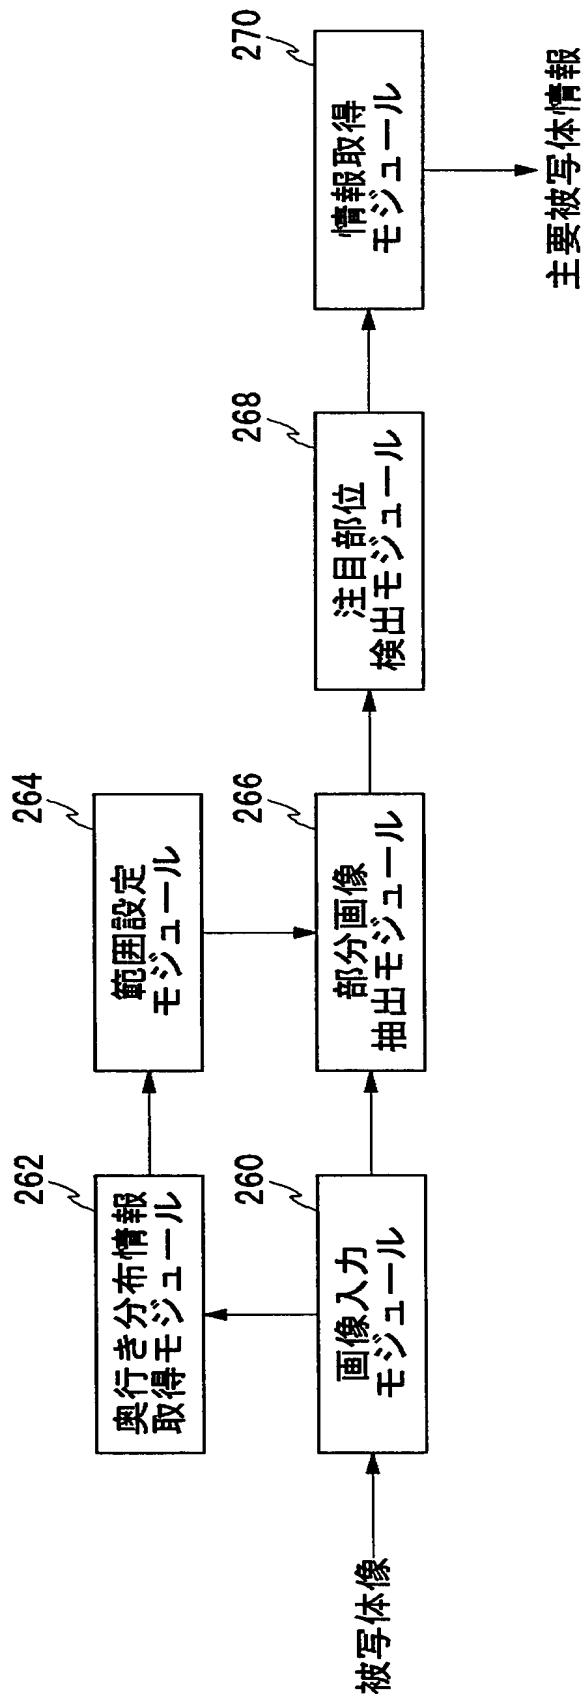 262
奥行き分布情報
取得モジュール
264
範囲設定
モジュール
被写体像
260
画像入力
モジュール
266
部分画像
抽出モジュール
268
注目部位
検出モジュール
270
情報取得
モジュール
主要被写体情報